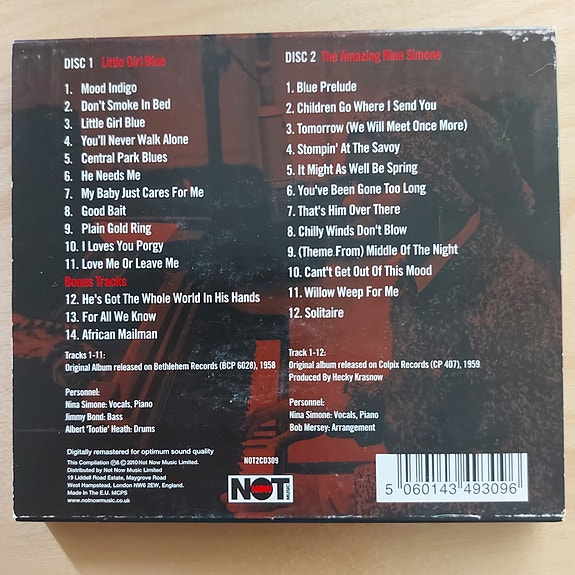 DISC 1 Little Girl Blue
1. Mood Indigo
2. Don't Smoke In Bed
3. Little Girl Blue
4. You'll Never Walk Alone
5. Central Park Blues
6. He Needs Me
7. My Baby Just Cares For Me
8. Good Bait
9. Plain Gold Ring
10. I Loves You Porgy
11. Love Me Or Leave Me
Bonus Tracks
12. He's Got The Whole World In His Hands
13. For All We Know
14. African Mailman
Tracks 1-11:
Original Album released on Bethlehem Records (BCP 6028), 1958
Personnel:
Nina Simone: Vocals, Piano
Jimmy Bond: Bass
Albert 'Tootie' Heath: Drums
DISC 2 The Amazing Nina Simone
1. Blue Prelude
2. Children Go Where I Send You
3. Tomorrow (We Will Meet Once More)
4. Stompin' At The Savoy
5. It Might As Well Be Spring
6. You've Been Gone Too Long
7. That's Him Over There
8. Chilly Winds Don't Blow
9. (Theme From) Middle Of The Night
10. Cant't Get Out Of This Mood
11. Willow Weep For Me
12. Solitaire
Track 1-12:
Original Album released on Colpix Records (CP 407), 1959
Produced By Hecky Krasnow
Personnel:
Nina Simone: Vocals, Piano
Bob Mersey: Arrangement
Digitally remastered for optimum sound quality
This Compilation ℗ & © 2010 Not Now Music Limited.
Distributed by Not Now Music Limited
19 Liddell Road Estate, Maygrove Road
West Hampstead, London NW6 2EW, England.
Made In The E.U. MCPS
www.notnowmusic.co.uk
NOT2CD309
NOT NOW MUSIC
5 060143 493096